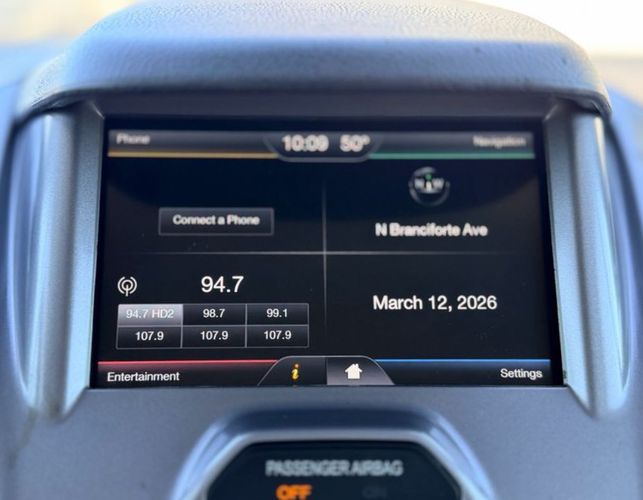 Phone
10:09 50°
Navigation
Connect a Phone
N W
N Branciforte Ave
94.7
94.7 HD2 98.7 99.1
107.9 107.9 107.9
March 12, 2026
Entertainment
i
Settings
PASSENGER AIRBAG
OFF ON